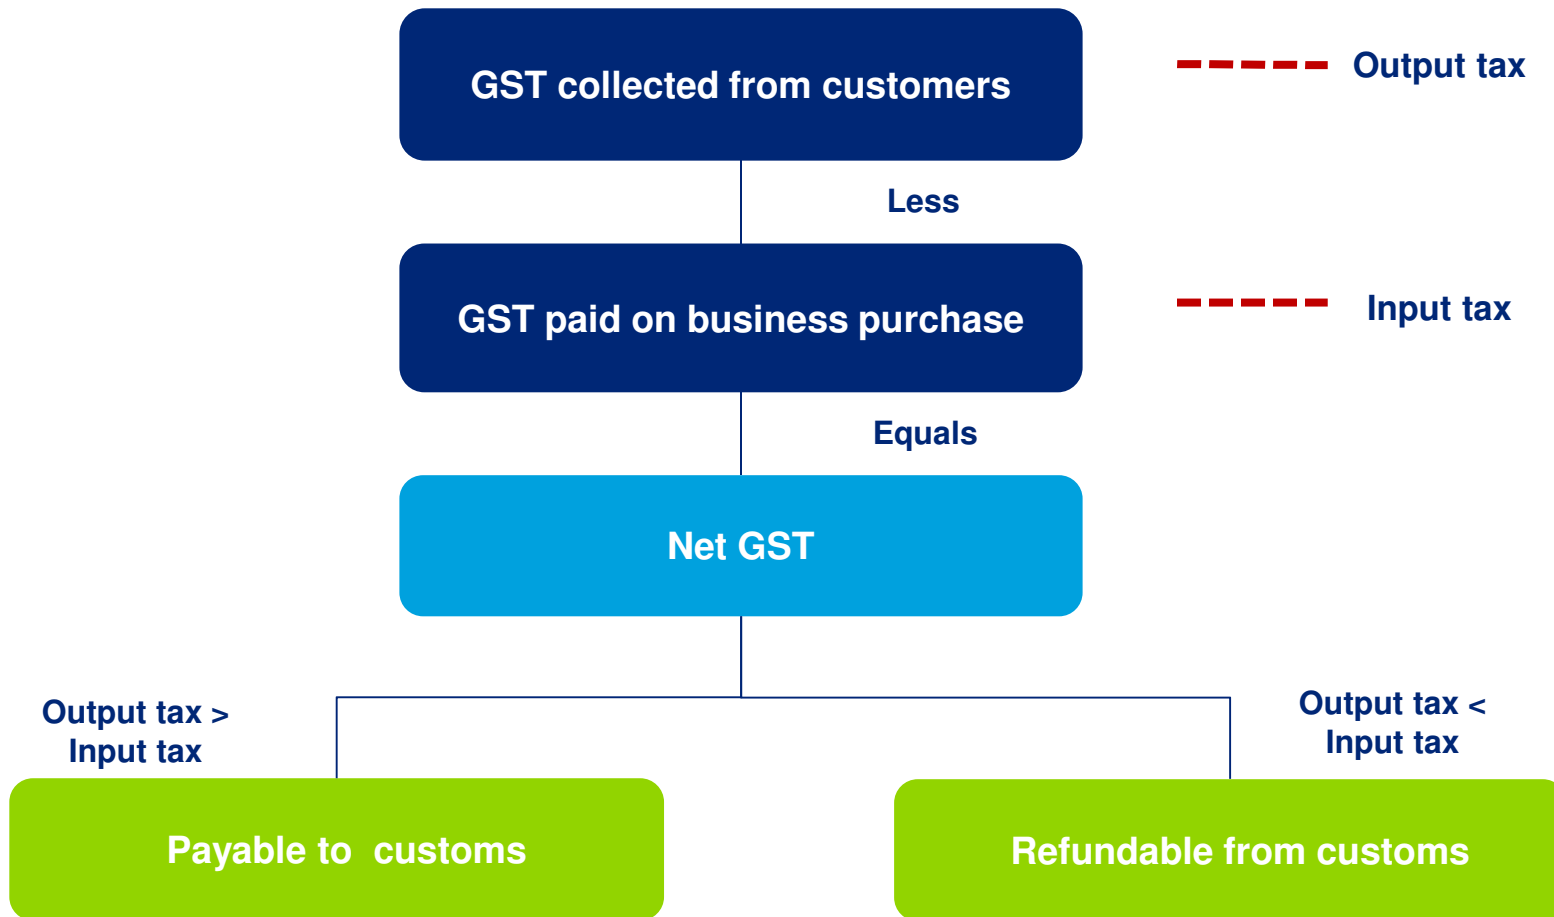 GST collected from customers
Output tax
Less
GST paid on business purchase
Input tax
Equals
Net GST
Output tax >
Input tax
Output tax <
Input tax
Payable to  customs
Refundable from customs